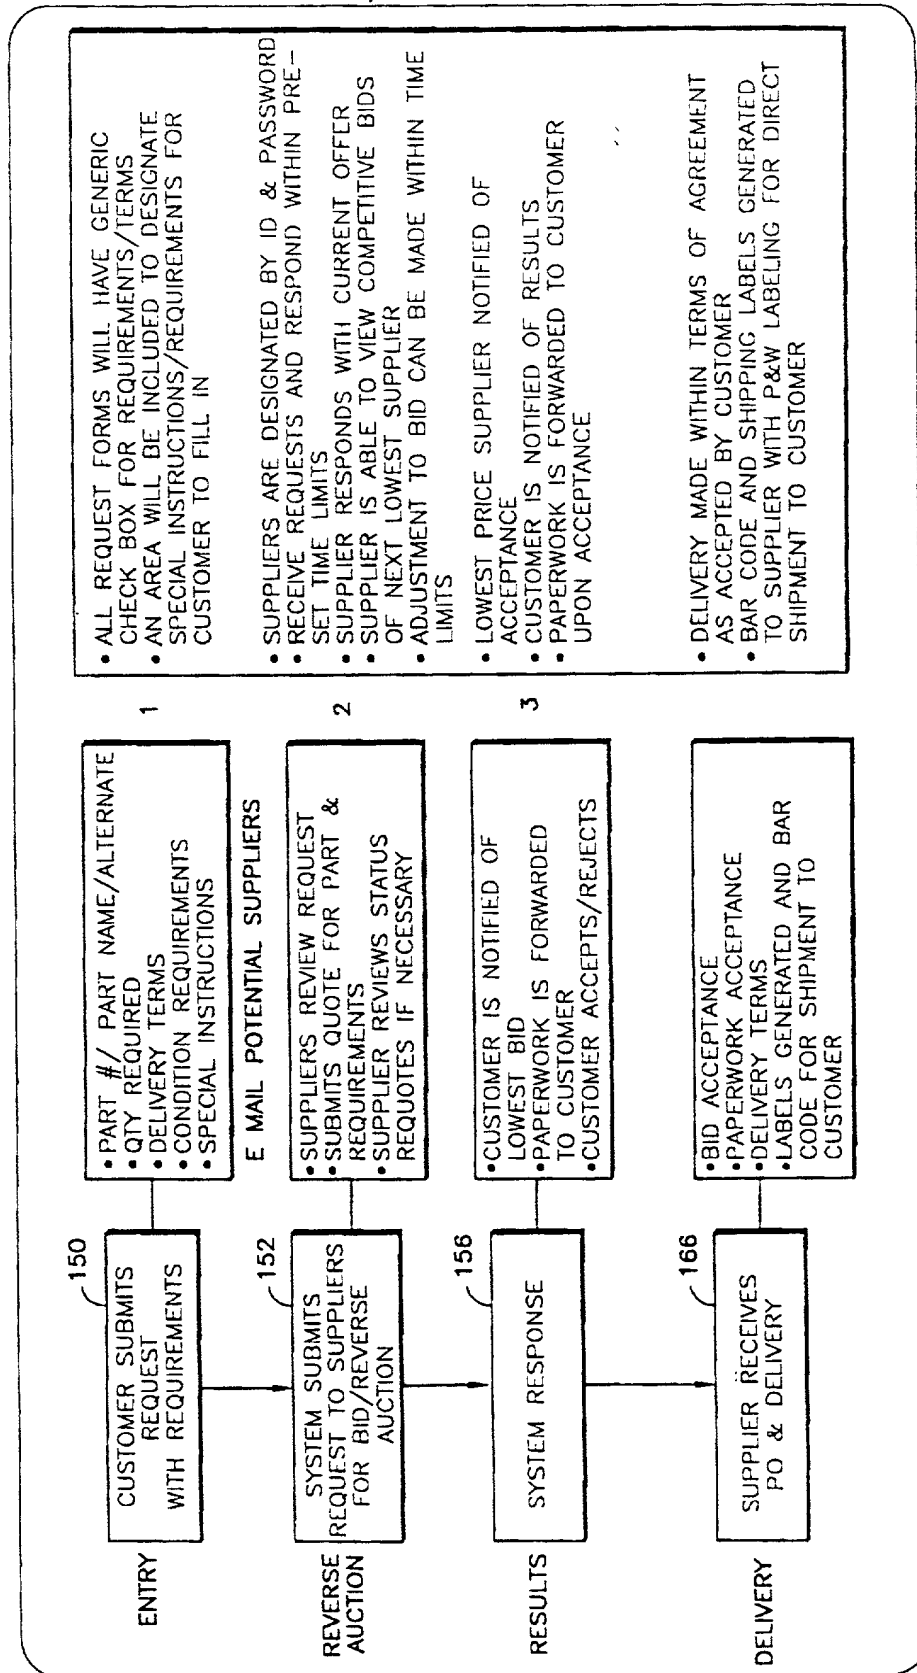 ENTRY
150
CUSTOMER SUBMITS
REQUEST
WITH REQUIREMENTS
• PART #/ PART NAME/ALTERNATE
• QTY REQUIRED
• DELIVERY TERMS
• CONDITION REQUIREMENTS
• SPECIAL INSTRUCTIONS
1
• ALL REQUEST FORMS WILL HAVE GENERIC
CHECK BOX FOR REQUIREMENTS/TERMS
• AN AREA WILL BE INCLUDED TO DESIGNATE
SPECIAL INSTRUCTIONS/REQUIREMENTS FOR
CUSTOMER TO FILL IN
E MAIL POTENTIAL SUPPLIERS
REVERSE
AUCTION
152
SYSTEM SUBMITS
REQUEST TO SUPPLIERS
FOR BID/REVERSE
AUCTION
• SUPPLIERS REVIEW REQUEST
• SUBMITS QUOTE FOR PART &
REQUIREMENTS
• SUPPLIER REVIEWS STATUS
REQUOTES IF NECESSARY
2
• SUPPLIERS ARE DESIGNATED BY ID & PASSWORD
• RECEIVE REQUESTS AND RESPOND WITHIN PRE-
SET TIME LIMITS
• SUPPLIER RESPONDS WITH CURRENT OFFER
• SUPPLIER IS ABLE TO VIEW COMPETITIVE BIDS
OF NEXT LOWEST SUPPLIER
• ADJUSTMENT TO BID CAN BE MADE WITHIN TIME
LIMITS
RESULTS
156
SYSTEM RESPONSE
• CUSTOMER IS NOTIFIED OF
LOWEST BID
• PAPERWORK IS FORWARDED
TO CUSTOMER
• CUSTOMER ACCEPTS/REJECTS
3
• LOWEST PRICE SUPPLIER NOTIFIED OF
ACCEPTANCE
• CUSTOMER IS NOTIFIED OF RESULTS
• PAPERWORK IS FORWARDED TO CUSTOMER
UPON ACCEPTANCE
DELIVERY
166
SUPPLIER RECEIVES
PO & DELIVERY
• BID ACCEPTANCE
• PAPERWORK ACCEPTANCE
• DELIVERY TERMS
• LABELS GENERATED AND BAR
CODE FOR SHIPMENT TO
CUSTOMER
• DELIVERY MADE WITHIN TERMS OF AGREEMENT
AS ACCEPTED BY CUSTOMER
• BAR CODE AND SHIPPING LABELS GENERATED
TO SUPPLIER WITH P&W LABELING FOR DIRECT
SHIPMENT TO CUSTOMER